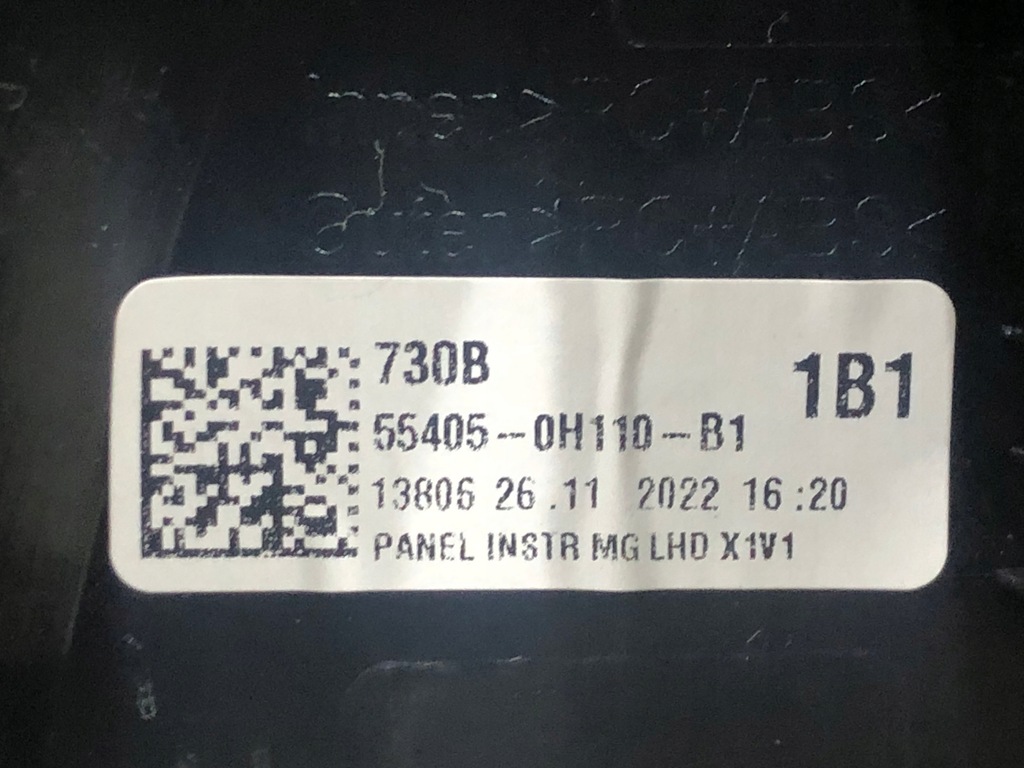 730B
1B1
55405-0H110-B1
13806 26.11 2022 16:20
PANEL INSTR MG LHD X1V1